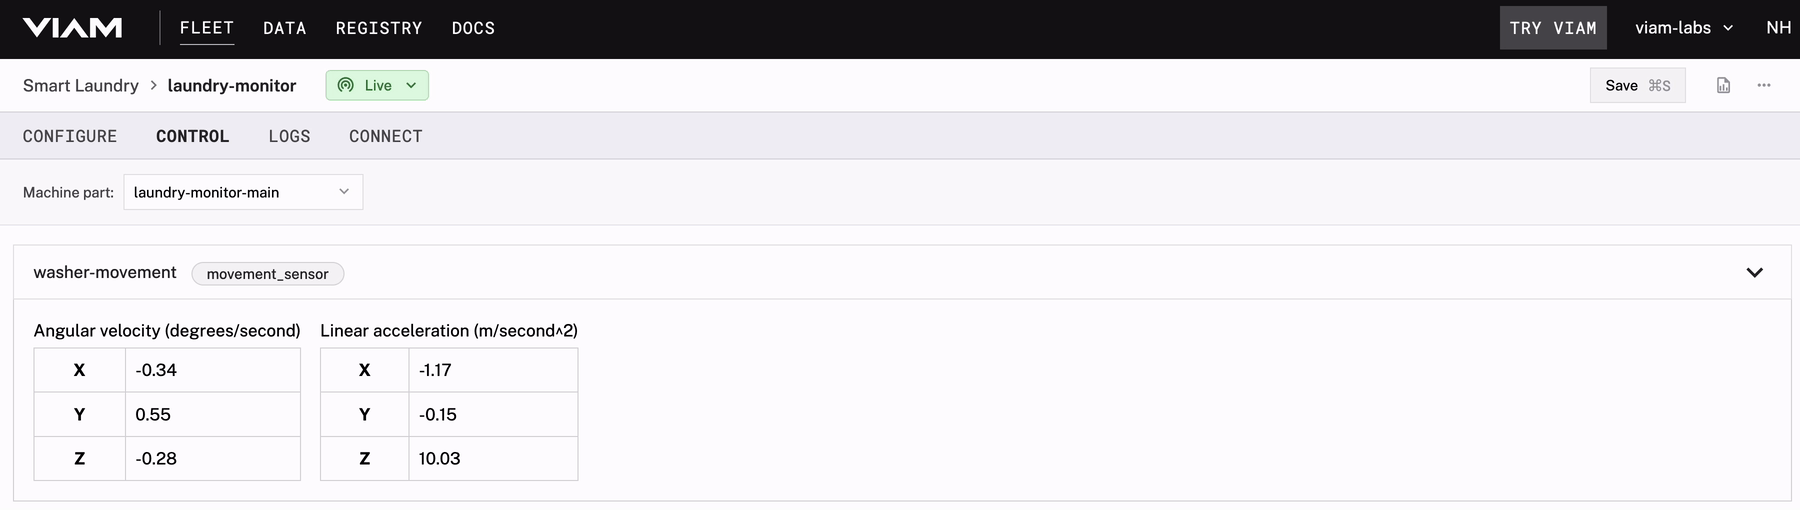 VIAM FLEET DATA REGISTRY DOCS TRY VIAM viam-labs NH
Smart Laundry > laundry-monitor Live Save ⌘S
CONFIGURE CONTROL LOGS CONNECT
Machine part: laundry-monitor-main
washer-movement movement_sensor
Angular velocity (degrees/second) Linear acceleration (m/second^2)
X -0.34 X -1.17
Y 0.55 Y -0.15
Z -0.28 Z 10.03